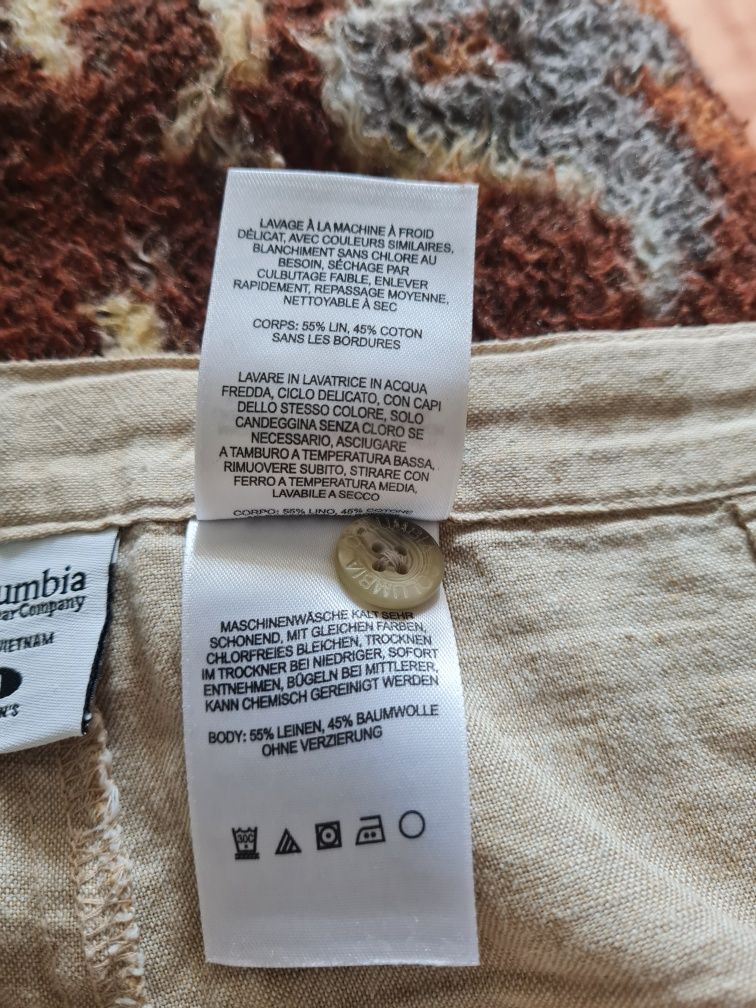 LAVAGE À LA MACHINE À FROID
DÉLICAT, AVEC COULEURS SIMILAIRES,
BLANCHIMENT SANS CHLORE AU
BESOIN, SÉCHAGE PAR
CULBUTAGE FAIBLE, ENLEVER
RAPIDEMENT, REPASSAGE MOYENNE,
NETTOYABLE À SEC
CORPS: 55% LIN, 45% COTON
SANS LES BORDURES
LAVARE IN LAVATRICE IN ACQUA
FREDDA, CICLO DELICATO, CON CAPI
DELLO STESSO COLORE, SOLO
CANDEGGINA SENZA CLORO SE
NECESSARIO, ASCIUGARE
A TAMBURO A TEMPERATURA BASSA,
RIMUOVERE SUBITO, STIRARE CON
FERRO A TEMPERATURA MEDIA,
LAVABILE A SECCO
CORPO: 55% LINO, 45% COTONE
MASCHINENWÄSCHE KALT SEHR
SCHONEND, MIT GLEICHEN FARBEN,
CHLORFREIES BLEICHEN, TROCKNEN
IM TROCKNER BEI NIEDRIGER, SOFORT
ENTNEHMEN, BÜGELN BEI MITTLERER,
KANN CHEMISCH GEREINIGT WERDEN
BODY: 55% LEINEN, 45% BAUMWOLLE
OHNE VERZIERUNG
30C
umbia
ar Company
VIETNAM
N'S